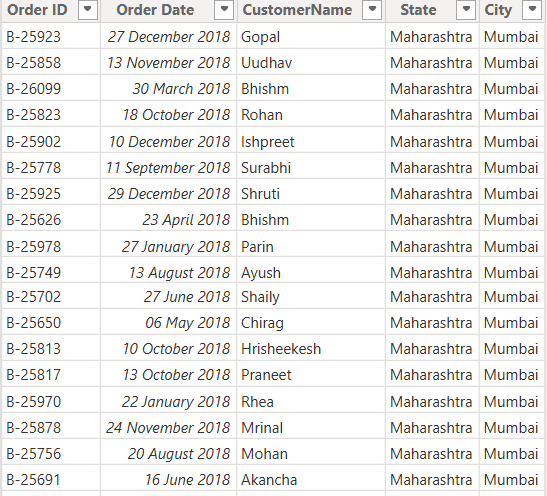 Order ID Order Date CustomerName State City
B-25923 27 December 2018 Gopal Maharashtra Mumbai
B-25858 13 November 2018 Uudhav Maharashtra Mumbai
B-26099 30 March 2018 Bhishm Maharashtra Mumbai
B-25823 18 October 2018 Rohan Maharashtra Mumbai
B-25902 10 December 2018 Ishpreet Maharashtra Mumbai
B-25778 11 September 2018 Surabhi Maharashtra Mumbai
B-25925 29 December 2018 Shruti Maharashtra Mumbai
B-25626 23 April 2018 Bhishm Maharashtra Mumbai
B-25978 27 January 2018 Parin Maharashtra Mumbai
B-25749 13 August 2018 Ayush Maharashtra Mumbai
B-25702 27 June 2018 Shaily Maharashtra Mumbai
B-25650 06 May 2018 Chirag Maharashtra Mumbai
B-25813 10 October 2018 Hrisheekesh Maharashtra Mumbai
B-25817 13 October 2018 Praneet Maharashtra Mumbai
B-25970 22 January 2018 Rhea Maharashtra Mumbai
B-25878 24 November 2018 Mrinal Maharashtra Mumbai
B-25756 20 August 2018 Mohan Maharashtra Mumbai
B-25691 16 June 2018 Akancha Maharashtra Mumbai